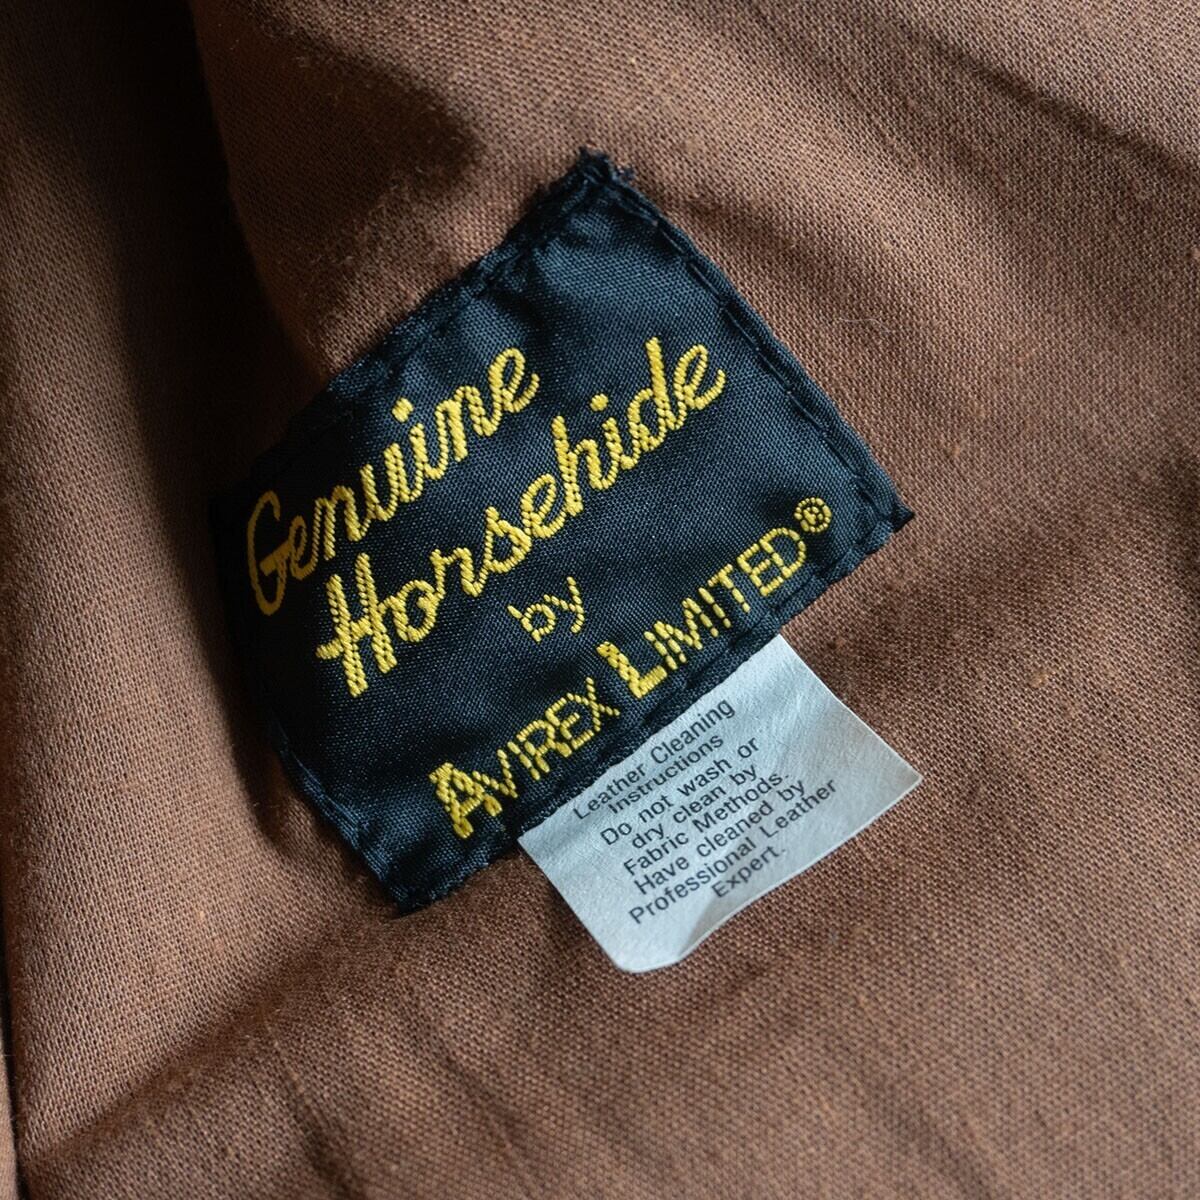 Genuine
Horsehide
by
AVIREX LIMITED®
Leather Cleaning
Instructions
Do not wash or
dry clean by
Fabric Methods.
Have cleaned by
Professional Leather
Expert.